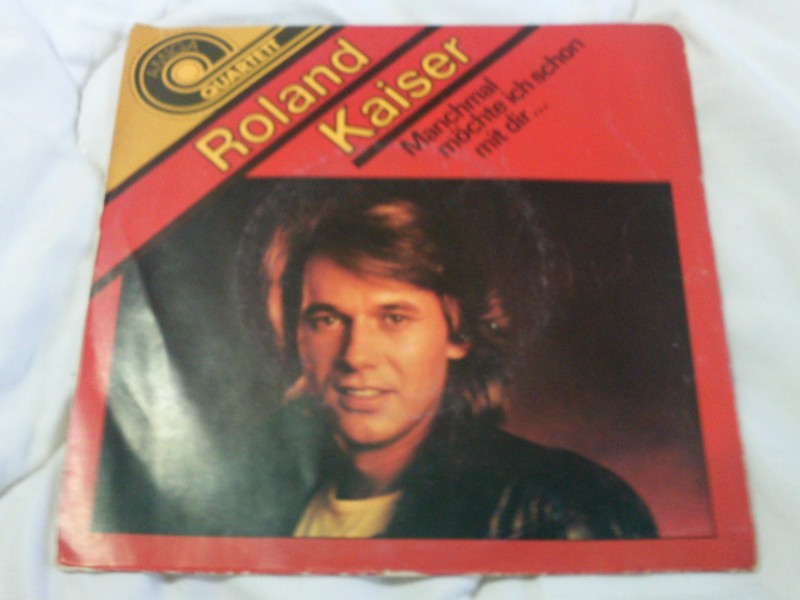 AMIGA
QUARTETT
Roland
Kaiser
Manchmal
möchte ich schon
mit dir...